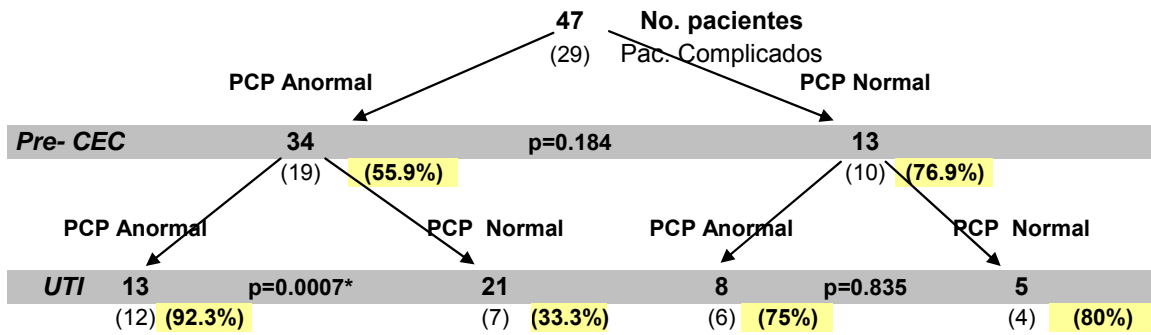 47 No. pacientes
(29) Pac. Complicados
PCP Anormal PCP Normal
Pre- CEC 34 p=0.184 13
(19) (55.9%) (10) (76.9%)
PCP Anormal PCP Normal PCP Anormal PCP Normal
UTI 13 p=0.0007* 21 8 p=0.835 5
(12) (92.3%) (7) (33.3%) (6) (75%) (4) (80%)